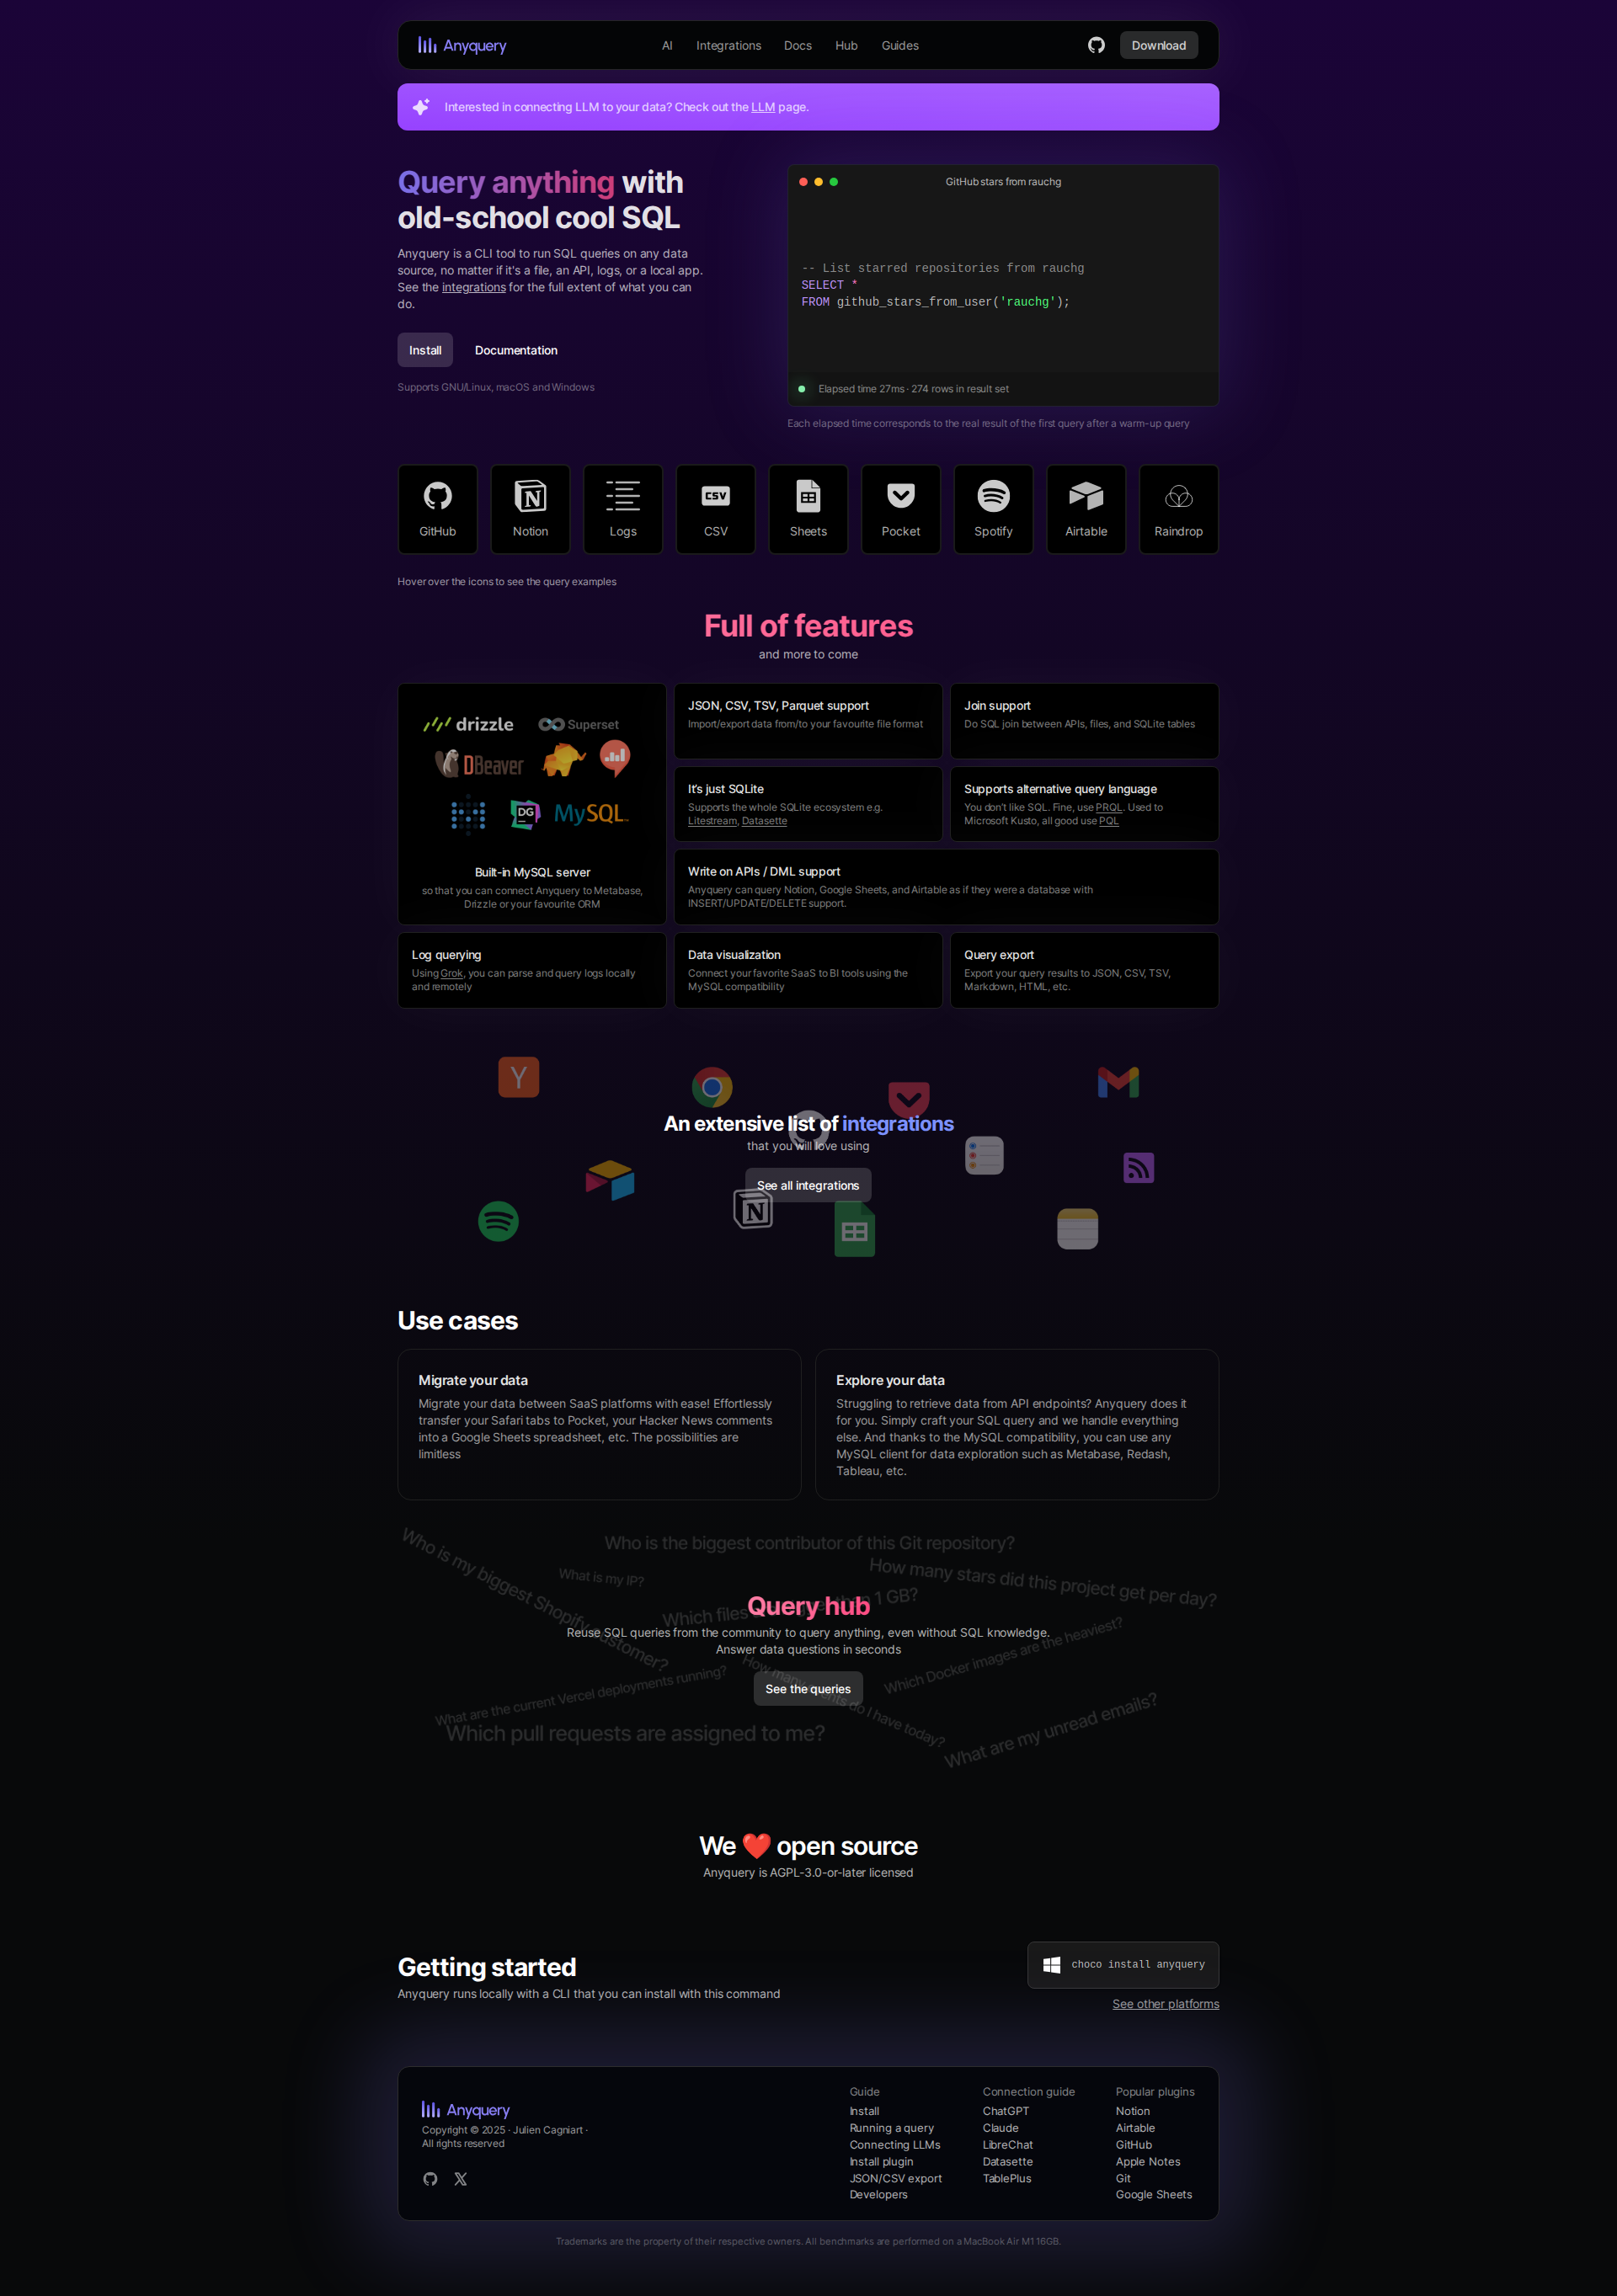 Anyquery
AI
Integrations
Docs
Hub
Guides
Download
Interested in connecting LLM to your data? Check out the LLM page.
Query anything with
old-school cool SQL
Anyquery is a CLI tool to run SQL queries on any data
source, no matter if it's a file, an API, logs, or a local app.
See the integrations for the full extent of what you can
do.
Install
Documentation
Supports GNU/Linux, macOS and Windows
GitHub stars from rauchg
-- List starred repositories from rauchg
SELECT *
FROM github_stars_from_user('rauchg');
Elapsed time 27ms · 274 rows in result set
Each elapsed time corresponds to the real result of the first query after a warm-up query
GitHub
Notion
Logs
CSV
CSV
Sheets
Pocket
Spotify
Airtable
Raindrop
Hover over the icons to see the query examples
Full of features
and more to come
drizzle
Superset
DBeaver
DG
MySQL
Built-in MySQL server
so that you can connect Anyquery to Metabase,
Drizzle or your favourite ORM
JSON, CSV, TSV, Parquet support
Import/export data from/to your favourite file format
Join support
Do SQL join between APIs, files, and SQLite tables
It's just SQLite
Supports the whole SQLite ecosystem e.g.
Litestream, Datasette
Supports alternative query language
You don't like SQL. Fine, use PRQL. Used to
Microsoft Kusto, all good use PQL
Write on APIs / DML support
Anyquery can query Notion, Google Sheets, and Airtable as if they were a database with
INSERT/UPDATE/DELETE support.
Log querying
Using Grok, you can parse and query logs locally
and remotely
Data visualization
Connect your favorite SaaS to BI tools using the
MySQL compatibility
Query export
Export your query results to JSON, CSV, TSV,
Markdown, HTML, etc.
An extensive list of integrations
that you will love using
See all integrations
Use cases
Migrate your data
Migrate your data between SaaS platforms with ease! Effortlessly
transfer your Safari tabs to Pocket, your Hacker News comments
into a Google Sheets spreadsheet, etc. The possibilities are
limitless
Explore your data
Struggling to retrieve data from API endpoints? Anyquery does it
for you. Simply craft your SQL query and we handle everything
else. And thanks to the MySQL compatibility, you can use any
MySQL client for data exploration such as Metabase, Redash,
Tableau, etc.
Who is my biggest Shopify customer?
Who is the biggest contributor of this Git repository?
What is my IP?
How many stars did this project get per day?
Which files than 1 GB?
Query hub
Reuse SQL queries from the community to query anything, even without SQL knowledge.
Answer data questions in seconds
See the queries
Which Docker images are the heaviest?
What are the current Vercel deployments running?
How many do I have today?
Which pull requests are assigned to me?
What are my unread emails?
We ❤️ open source
Anyquery is AGPL-3.0-or-later licensed
Getting started
Anyquery runs locally with a CLI that you can install with this command
choco install anyquery
See other platforms
Anyquery
Copyright © 2025 · Julien Cagniart ·
All rights reserved
Guide
Install
Running a query
Connecting LLMs
Install plugin
JSON/CSV export
Developers
Connection guide
ChatGPT
Claude
LibreChat
Datasette
TablePlus
Popular plugins
Notion
Airtable
GitHub
Apple Notes
Git
Google Sheets
Trademarks are the property of their respective owners. All benchmarks are performed on a MacBook Air M1 16GB.